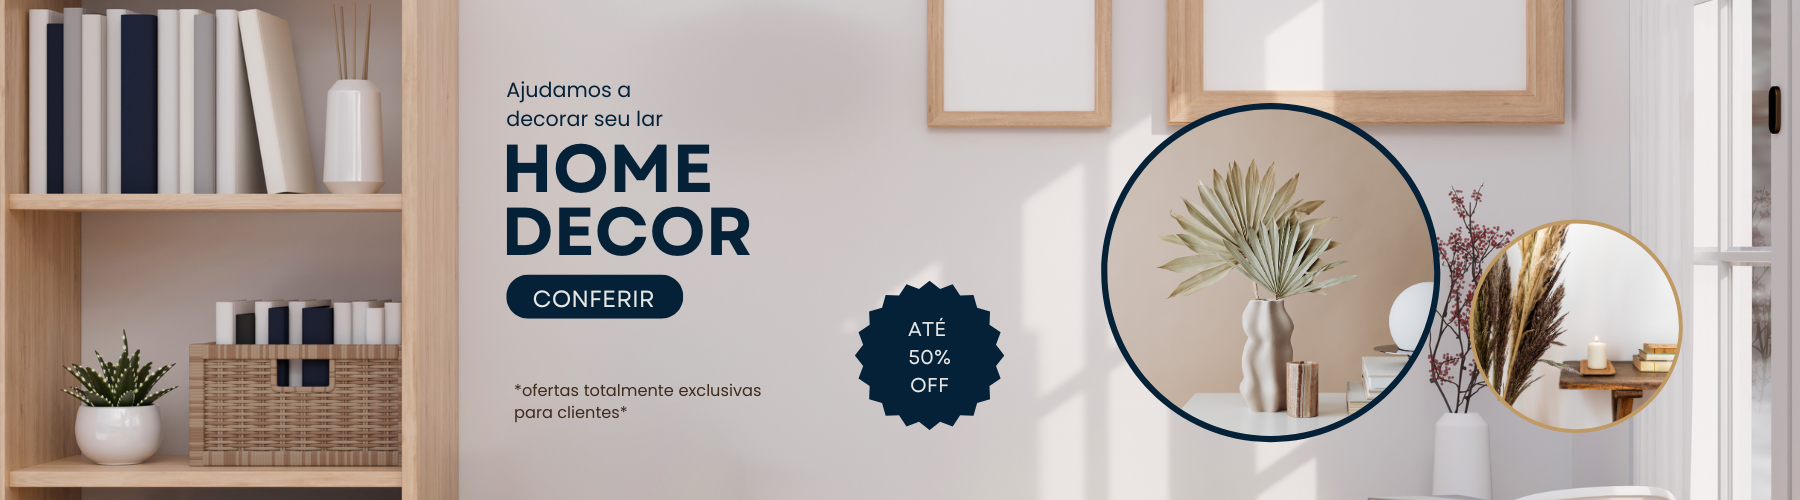 Ajudamos a
decorar seu lar
HOME
DECOR
CONFERIR
*ofertas totalmente exclusivas
para clientes*
ATÉ
50%
OFF